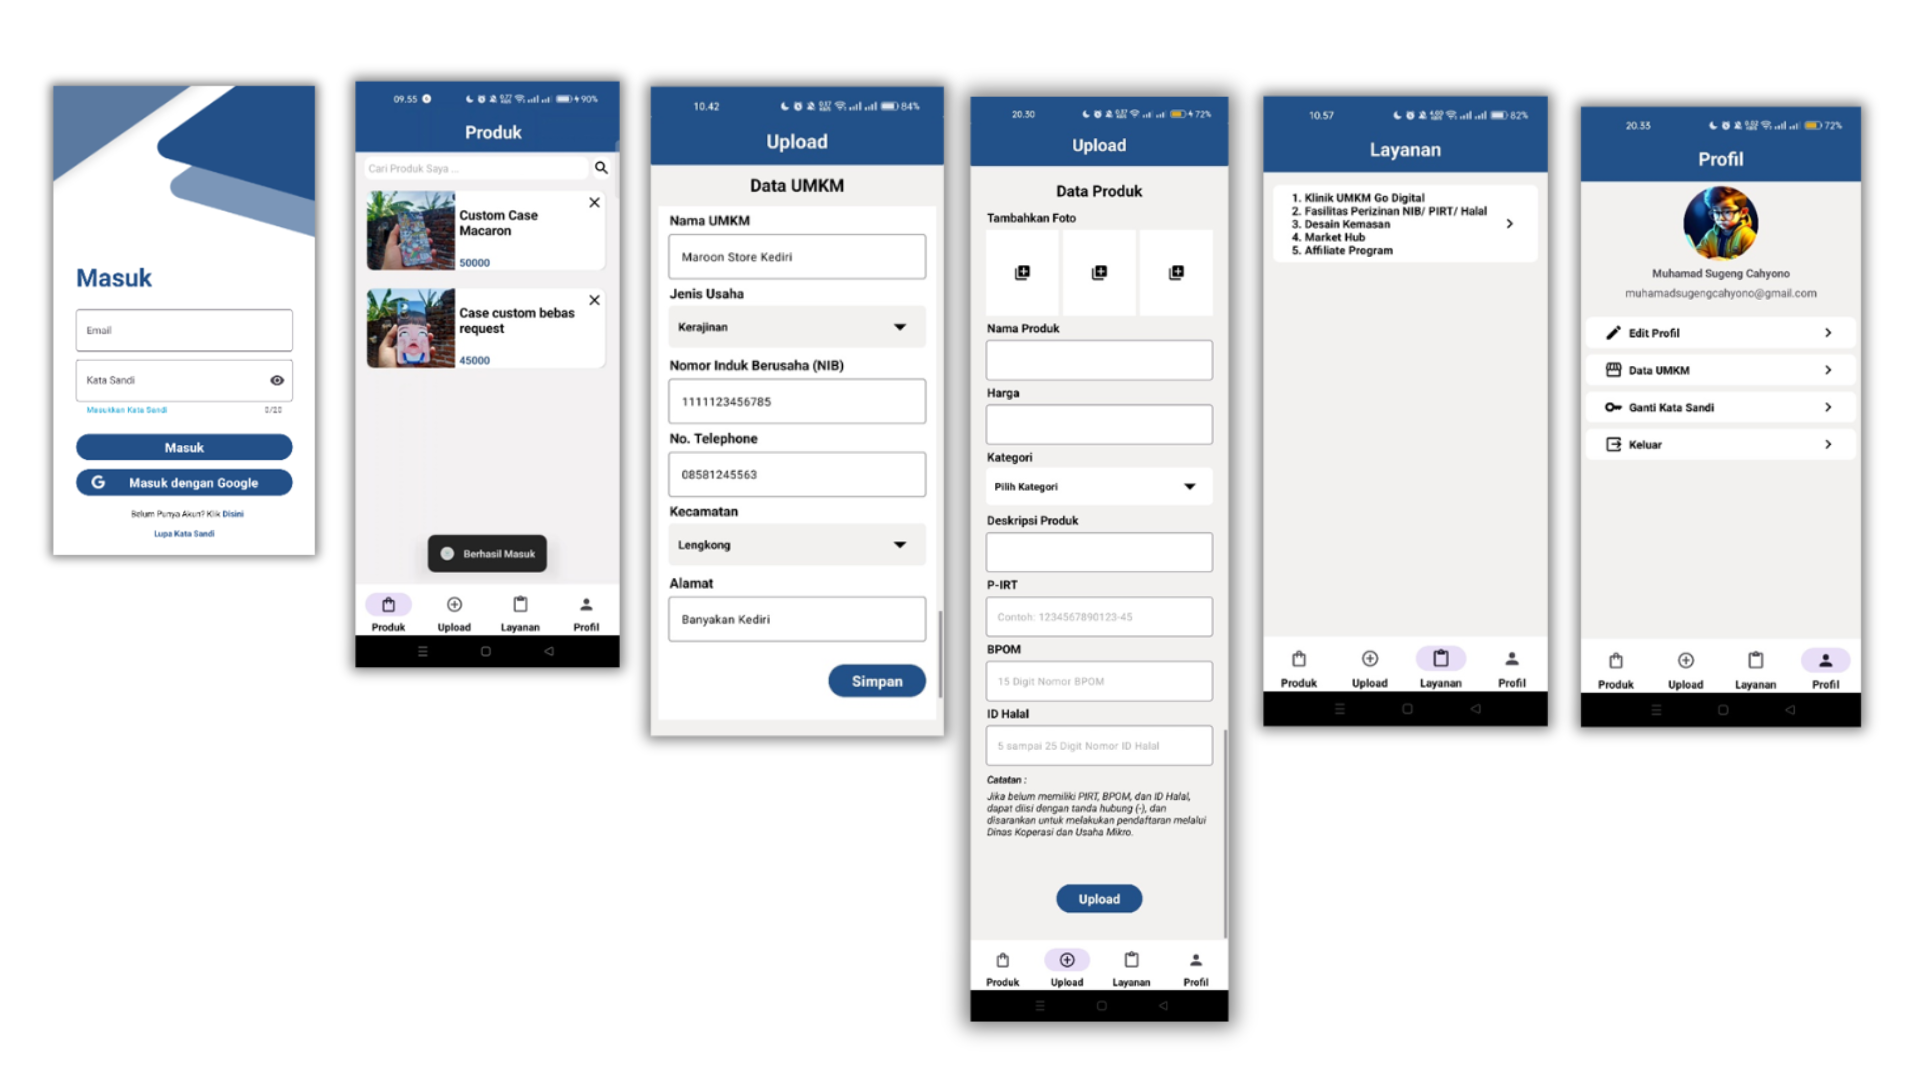 Masuk
Email
Kata Sandi
Masukkan Kata Sandi
0/20
Masuk
G Masuk dengan Google
Belum Punya Akun? Klik Disini
Lupa Kata Sandi
09.55
90%
Produk
Cari Produk Saya ...
Custom Case
Macaron
50000
Case custom bebas
request
45000
Berhasil Masuk
Produk Upload Layanan Profil
10.42
84%
Upload
Data UMKM
Nama UMKM
Maroon Store Kediri
Jenis Usaha
Kerajinan
Nomor Induk Berusaha (NIB)
1111123456785
No. Telephone
08581245563
Kecamatan
Lengkong
Alamat
Banyakan Kediri
Simpan
20.30
72%
Upload
Data Produk
Tambahkan Foto
Nama Produk
Harga
Kategori
Pilih Kategori
Deskripsi Produk
P-IRT
Contoh: 1234567890123-45
BPOM
15 Digit Nomor BPOM
ID Halal
5 sampai 25 Digit Nomor ID Halal
Catatan :
Jika belum memiliki PIRT, BPOM, dan ID Halal,
dapat diisi dengan tanda hubung (-), dan
disarankan untuk melakukan pendaftaran melalui
Dinas Koperasi dan Usaha Mikro.
Upload
Produk Upload Layanan Profil
10.57
82%
Layanan
1. Klinik UMKM Go Digital
2. Fasilitas Perizinan NIB/ PIRT/ Halal
3. Desain Kemasan
4. Market Hub
5. Affiliate Program
Produk Upload Layanan Profil
20.33
72%
Profil
Muhamad Sugeng Cahyono
muhamadsugengcahyono@gmail.com
Edit Profil
Data UMKM
Ganti Kata Sandi
Keluar
Produk Upload Layanan Profil